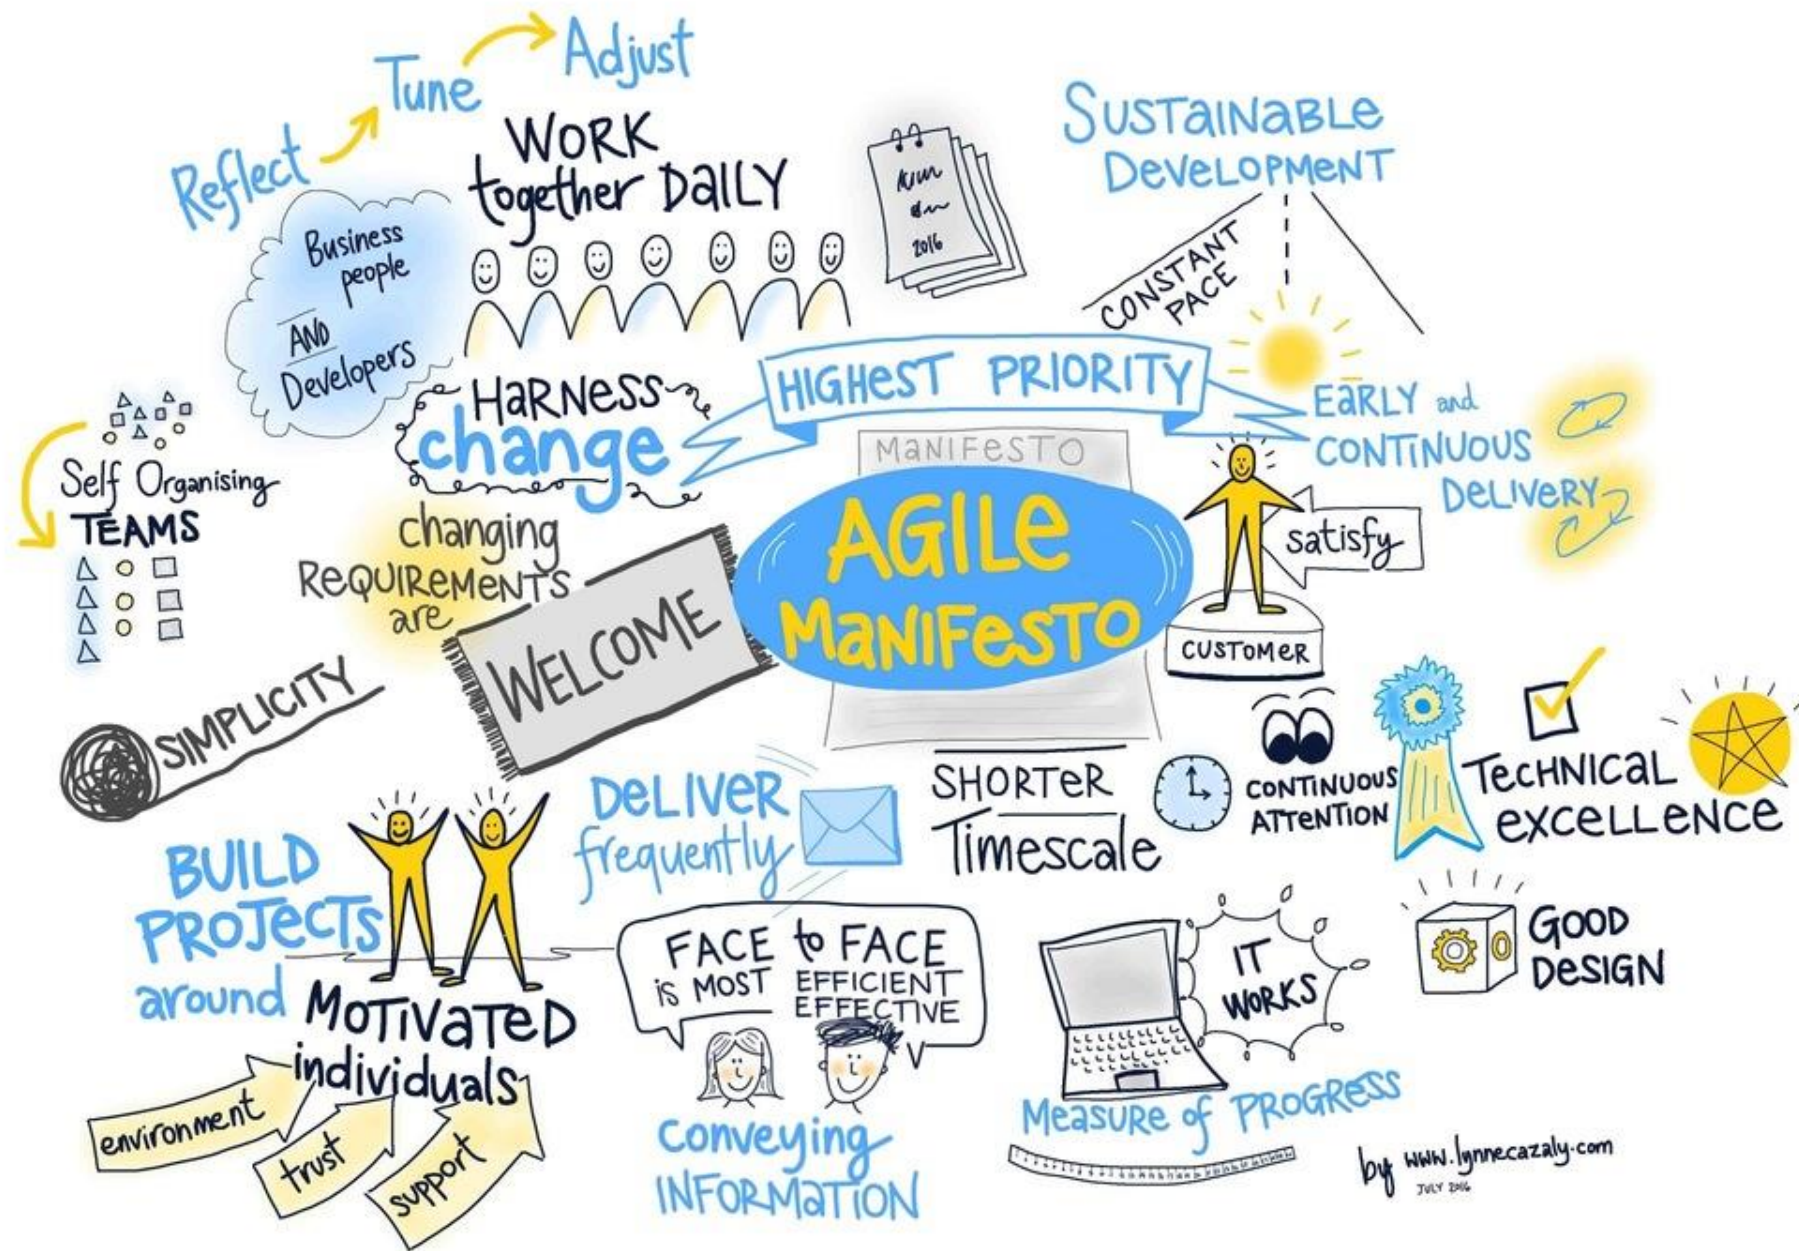 Reflect
Tune
Adjust
WORK
together DAILY
Business
people
AND
Developers
2016
SUSTAINABLE
DEVELOPMENT
CONSTANT
PACE
HIGHEST PRIORITY
EARLY and
CONTINUOUS
DELIVERY
HARNESS
change
changing
REQUIREMENTS
are
WELCOME
Self Organising
TEAMS
SIMPLICITY
MANIFESTO
AGILE
MANIFESTO
satisfy
CUSTOMER
DELIVER
frequently
SHORTER
Timescale
CONTINUOUS
ATTENTION
TECHNICAL
EXCELLENCE
GOOD
DESIGN
BUILD
PROJECTS
around
MOTIVATED
individuals
environment
trust
support
FACE to FACE
is MOST EFFICIENT
EFFECTIVE
conveying
INFORMATION
IT
WORKS
MEASURE of PROGRESS
by www.lynnecazaly.com
JULY 2016